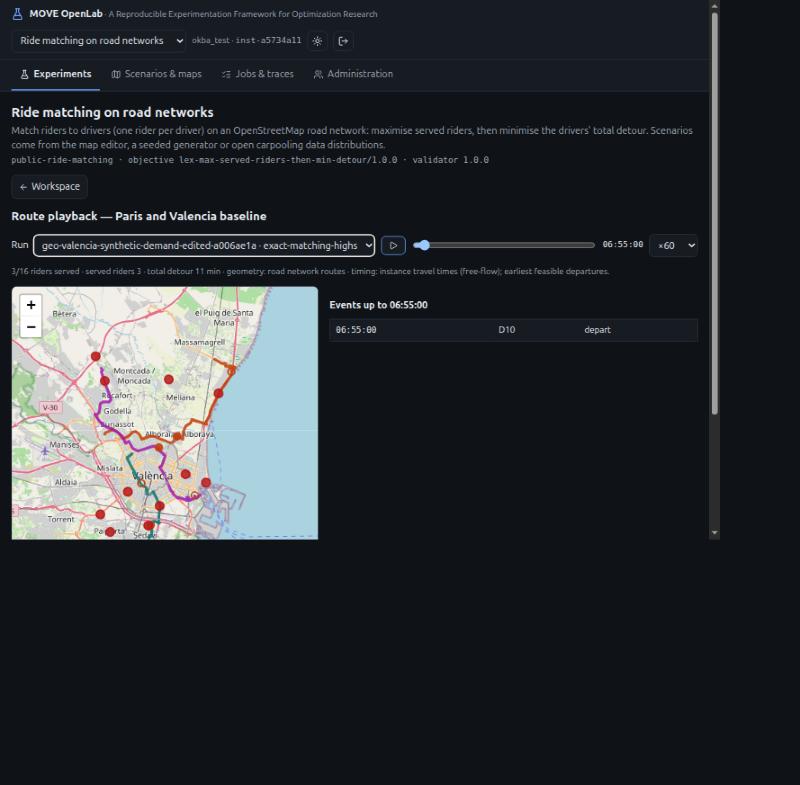 MOVE OpenLab · A Reproducible Experimentation Framework for Optimization Research
Ride matching on road networks
okba_test · inst-a5734a11
Experiments
Scenarios & maps
Jobs & traces
Administration
Ride matching on road networks
Match riders to drivers (one rider per driver) on an OpenStreetMap road network: maximise served riders, then minimise the drivers' total detour. Scenarios
come from the map editor, a seeded generator or open carpooling data distributions.
public-ride-matching · objective lex-max-served-riders-then-min-detour/1.0.0 · validator 1.0.0
← Workspace
Route playback — Paris and Valencia baseline
Run
geo-valencia-synthetic-demand-edited-a006ae1a · exact-matching-highs
06:55:00
×60
3/16 riders served · served riders 3 · total detour 11 min · geometry: road network routes · timing: instance travel times (free-flow); earliest feasible departures.
+
−
Bétera
el Puig de Santa
Maria
Massamagrell
Montcada /
Moncada
Rocafort
Meliana
V-30
Godella
Burjassot
Manises
Alboraia / Alboraya
Mislata
València
Aldaia
Torrent
Paiporta
Sedaví
Events up to 06:55:00
06:55:00
D10
depart